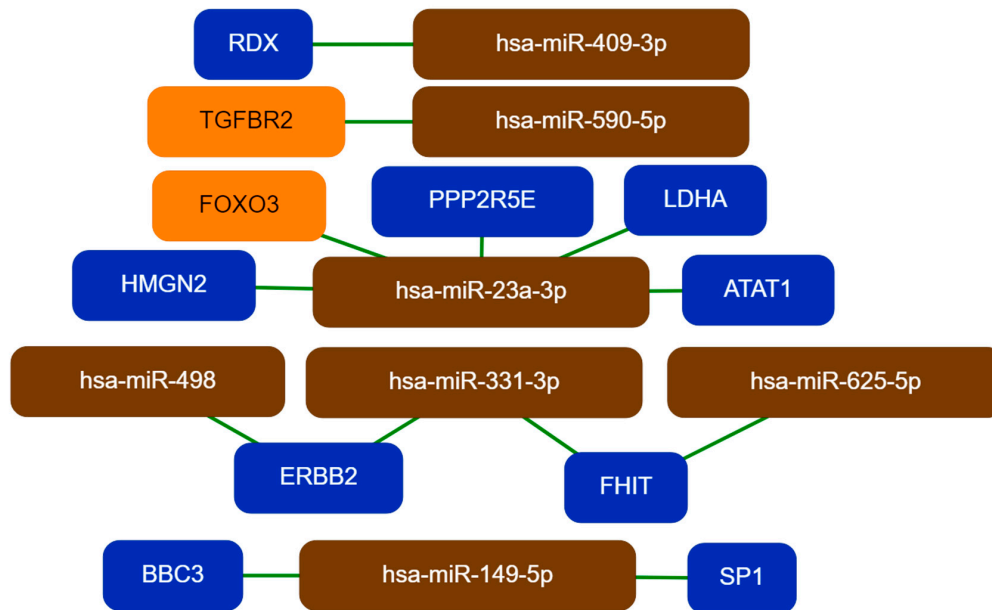 RDX
hsa-miR-409-3p
TGFBR2
hsa-miR-590-5p
FOXO3
PPP2R5E
LDHA
HMGN2
hsa-miR-23a-3p
ATAT1
hsa-miR-498
hsa-miR-331-3p
hsa-miR-625-5p
ERBB2
FHIT
BBC3
hsa-miR-149-5p
SP1